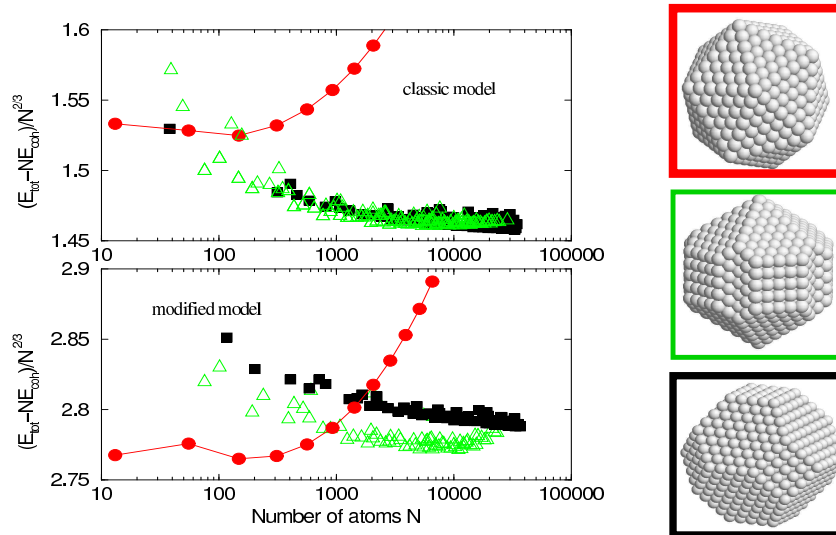 1.6
1.55
1.5
1.45
10 100 1000 10000 100000
(E_tot−NE_coh)/N^2/3
classic model
2.9
2.85
2.8
2.75
10 100 1000 10000 100000
(E_tot−NE_coh)/N^2/3
modified model
Number of atoms N